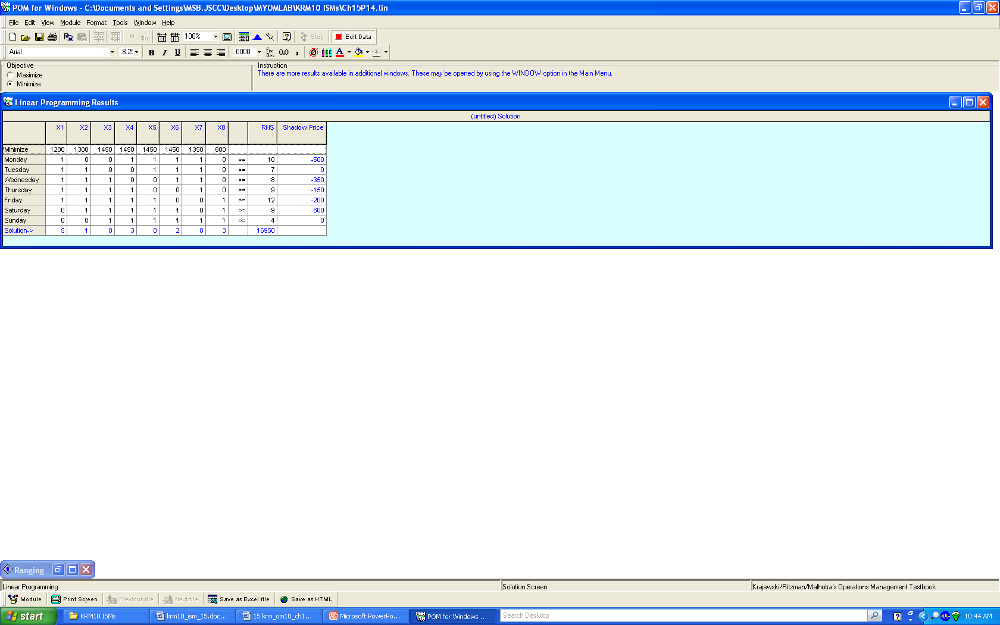 POM for Windows - C:\Documents and Settings\MSB.JSCC\Desktop\MYOMLAB\KRM10 ISMs\Ch15P14.lin
File Edit View Module Format Tools Window Help
TITLE 100% Step Edit Data
Arial 8.25 B I U .0000 Fix Dec 0.0 , A
Objective
Maximize
Minimize
Instruction
There are more results available in additional windows. These may be opened by using the WINDOW option in the Main Menu.
Linear Programming Results
(untitled) Solution
X1 X2 X3 X4 X5 X6 X7 X8 RHS Shadow Price
Minimize 1200 1300 1450 1450 1450 1450 1350 800
Monday 1 0 0 1 1 1 1 0 >= 10 -500
Tuesday 1 1 0 0 1 1 1 0 >= 7 0
Wednesday 1 1 1 0 0 1 1 0 >= 8 -350
Thursday 1 1 1 1 0 0 1 0 >= 9 -150
Friday 1 1 1 1 1 0 0 1 >= 12 -200
Saturday 0 1 1 1 1 1 0 1 >= 9 -600
Sunday 0 0 1 1 1 1 1 1 >= 4 0
Solution-> 5 1 0 3 0 2 0 3 16950
Ranging
Linear Programming Solution Screen Krajewski/Ritzman/Malhotra's Operations Management Textbook
Module Print Screen Previous file Next file Save as Excel file Save as HTML
start KRM10 ISMs krm10_ism_15.doc... 15 krm_om10_ch1... Microsoft PowerPo... POM for Windows ... Search Desktop 10:44 AM